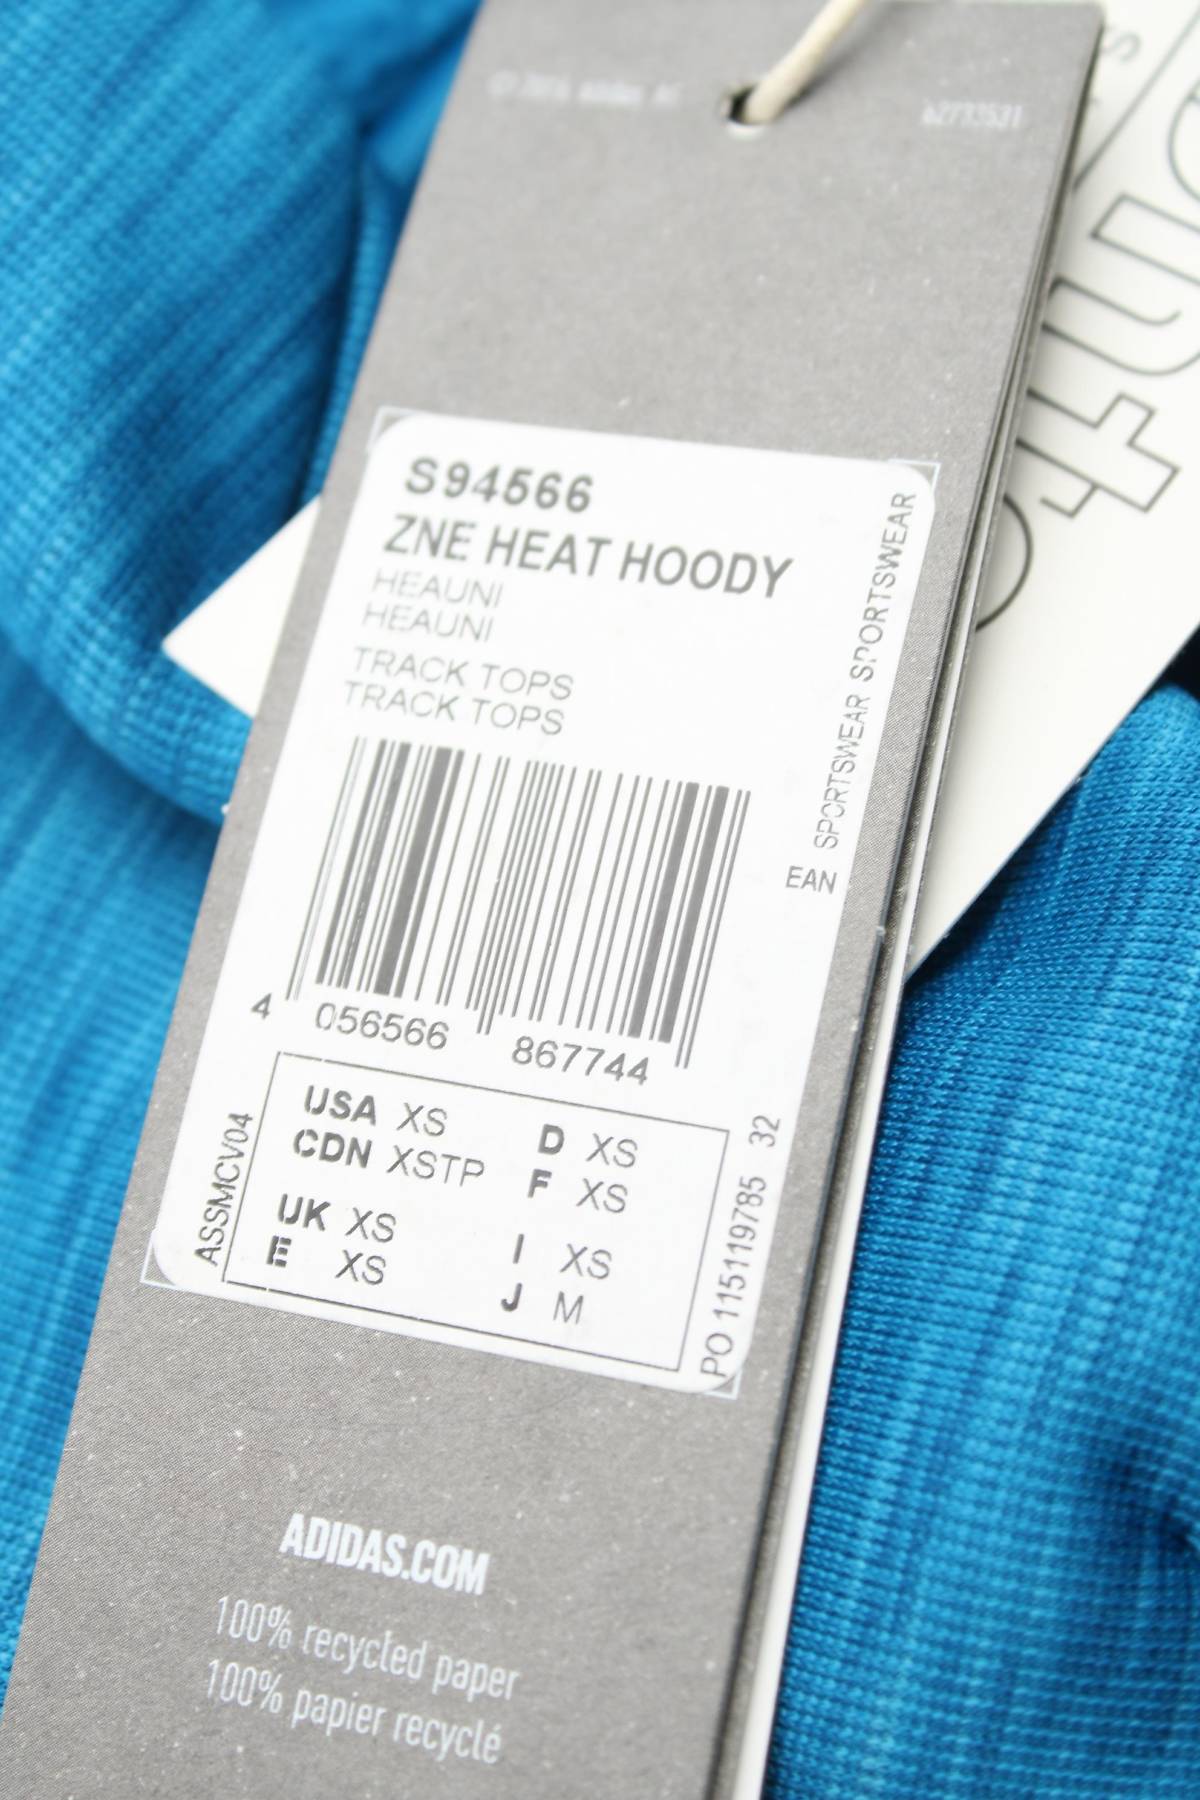 62733531
S94566
ZNE HEAT HOODY
HEAUNI
HEAUNI
TRACK TOPS
TRACK TOPS
SPORTSWEAR SPORTSWEAR
EAN
4 056566 867744
ASSMCV04
USA XS D XS
CDN XSTP F XS
UK XS I XS
E XS J M
PO 115119785 32
ADIDAS.COM
100% recycled paper
100% papier recyclé